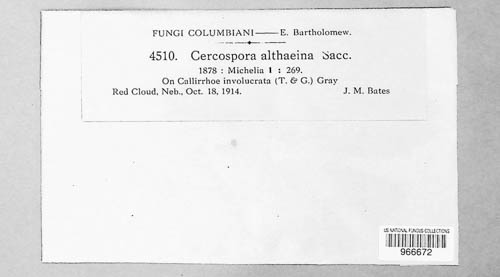 FUNGI COLUMBIANI——E. Bartholomew.
4510. Cercospora althaeina Sacc.
1878 : Michelia I : 269.
On Callirrhoe involucrata (T. & G.) Gray
Red Cloud, Neb., Oct. 18, 1914. J. M. Bates
US NATIONAL FUNGUS COLLECTIONS
966672